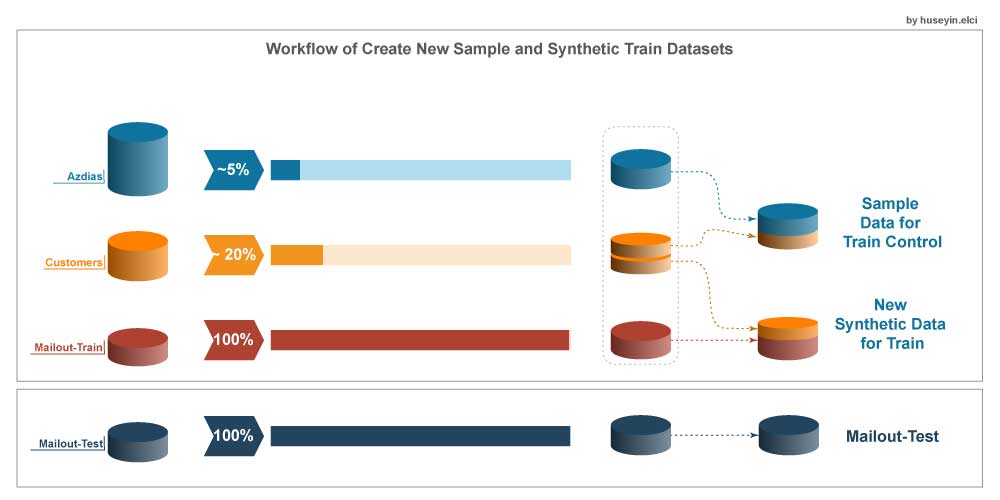 by huseyin.elci
Workflow of Create New Sample and Synthetic Train Datasets
Azdias
~5%
Sample
Data for
Train Control
Customers
~ 20%
New
Synthetic Data
for Train
Mailout-Train
100%
Mailout-Test
100%
Mailout-Test